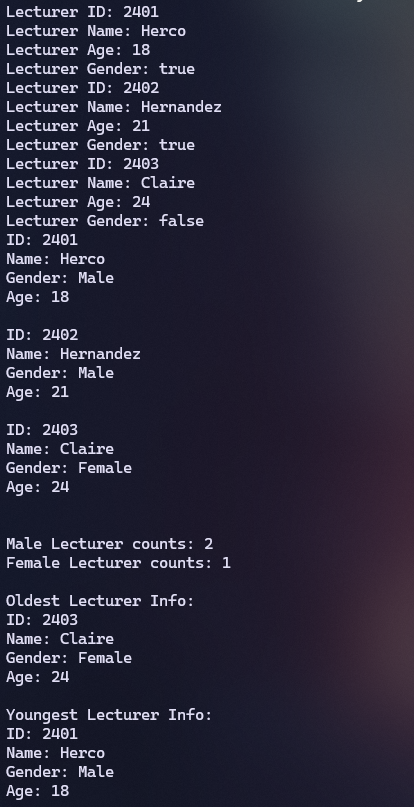 Lecturer ID: 2401
Lecturer Name: Herco
Lecturer Age: 18
Lecturer Gender: true
Lecturer ID: 2402
Lecturer Name: Hernandez
Lecturer Age: 21
Lecturer Gender: true
Lecturer ID: 2403
Lecturer Name: Claire
Lecturer Age: 24
Lecturer Gender: false
ID: 2401
Name: Herco
Gender: Male
Age: 18
ID: 2402
Name: Hernandez
Gender: Male
Age: 21
ID: 2403
Name: Claire
Gender: Female
Age: 24
Male Lecturer counts: 2
Female Lecturer counts: 1
Oldest Lecturer Info:
ID: 2403
Name: Claire
Gender: Female
Age: 24
Youngest Lecturer Info:
ID: 2401
Name: Herco
Gender: Male
Age: 18